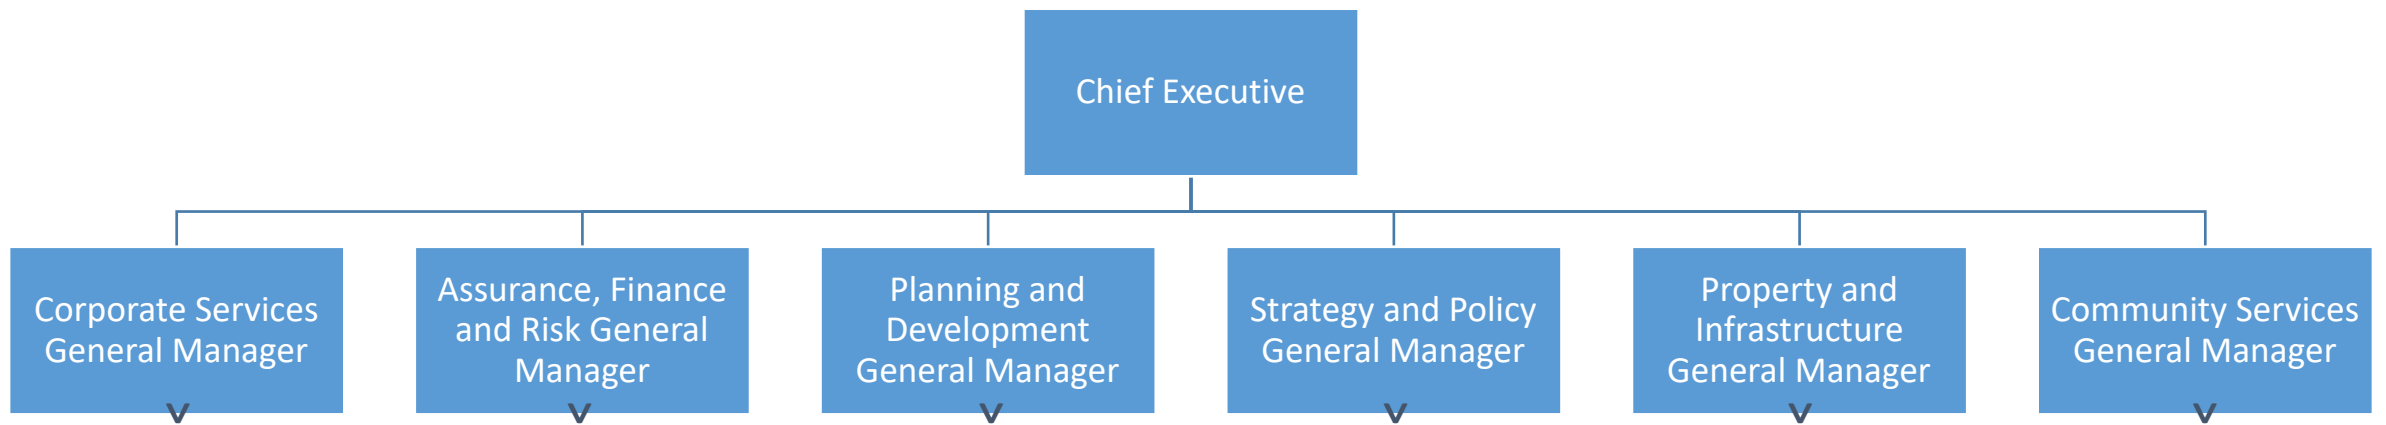 Chief Executive
Corporate Services
General Manager
Assurance, Finance
and Risk General
Manager
Planning and
Development
General Manager
Strategy and Policy
General Manager
Property and
Infrastructure
General Manager
Community Services
General Manager